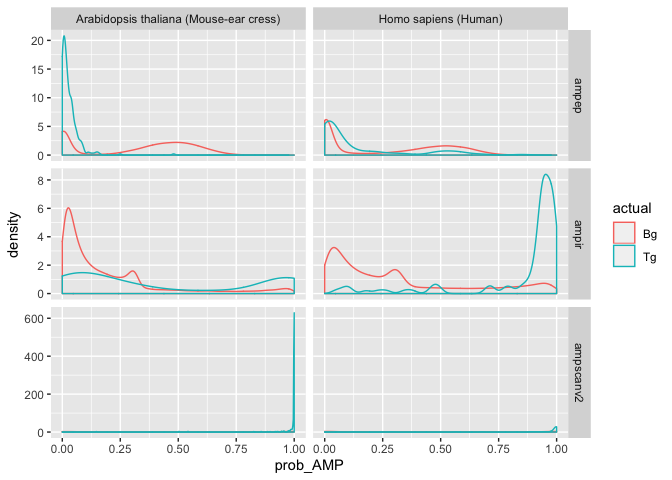 Arabidopsis thaliana (Mouse-ear cress) Homo sapiens (Human)
20
15
10
5
0
ampep
8
6
4
2
0
ampir
600
400
200
0
ampscanv2
0.00 0.25 0.50 0.75 1.00 0.00 0.25 0.50 0.75 1.00
prob_AMP
density
actual
Bg
Tg